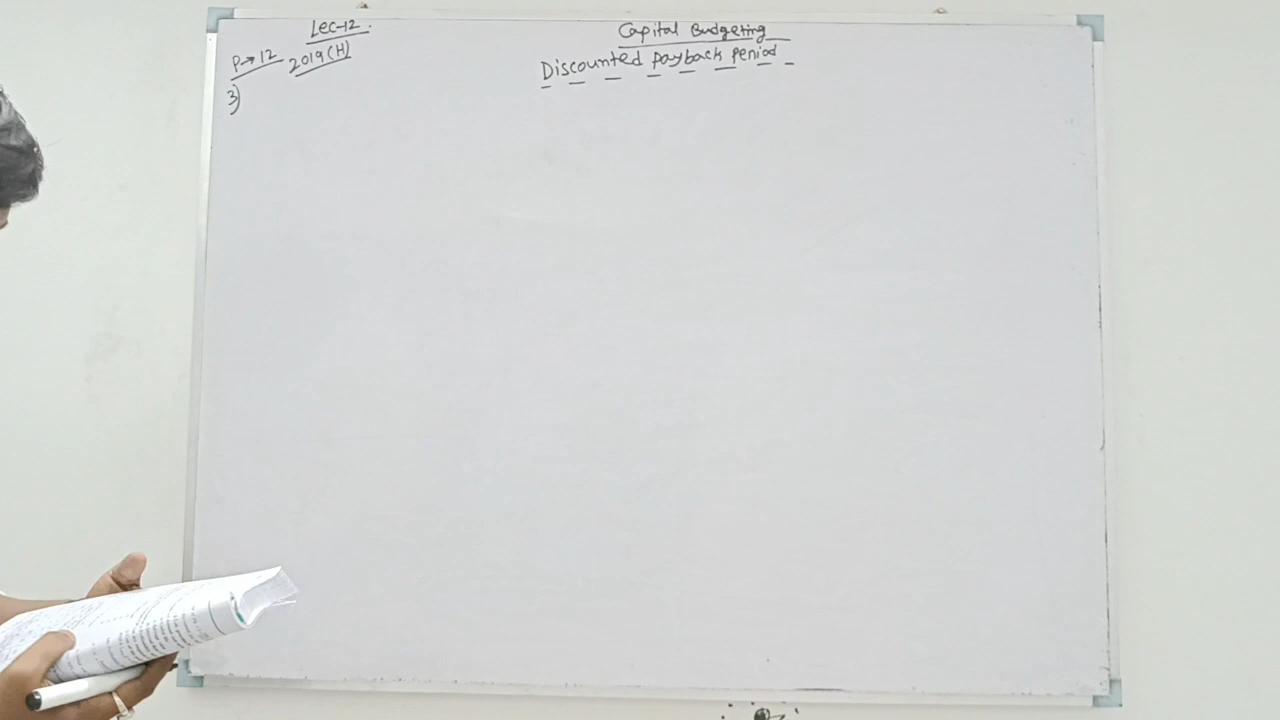 Lec-12.
Capital Budgeting
P→12 2019(H)
Discounted payback period
3)